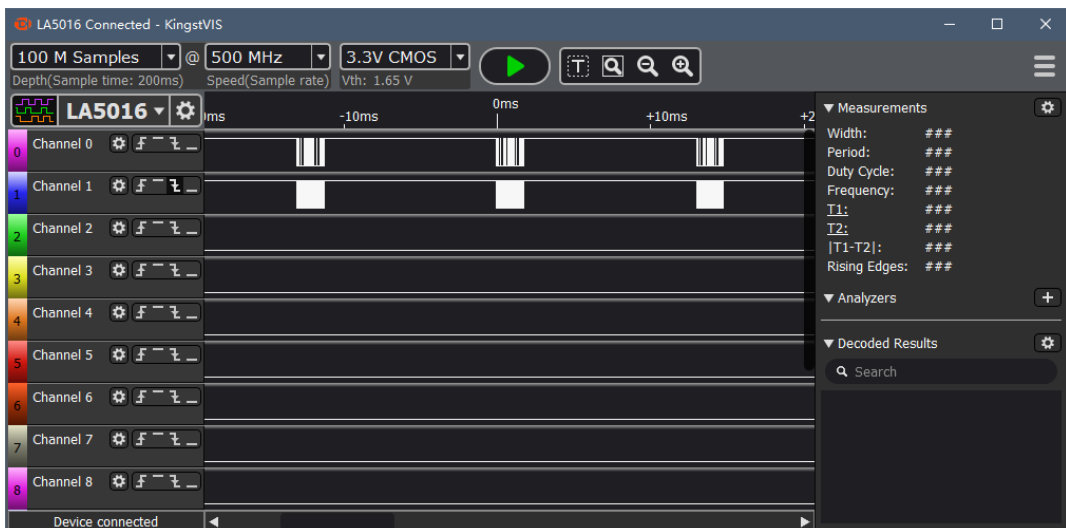 LA5016 Connected - KingstVIS
100 M Samples @ 500 MHz 3.3V CMOS
Depth(Sample time: 200ms) Speed(Sample rate) Vth: 1.65 V
LA5016
ms -10ms 0ms +10ms +2
Channel 0
0
Channel 1
1
Channel 2
2
Channel 3
3
Channel 4
4
Channel 5
5
Channel 6
6
Channel 7
7
Channel 8
8
Device connected
Measurements
Width: ###
Period: ###
Duty Cycle: ###
Frequency: ###
T1: ###
T2: ###
|T1-T2|: ###
Rising Edges: ###
Analyzers
Decoded Results
Search